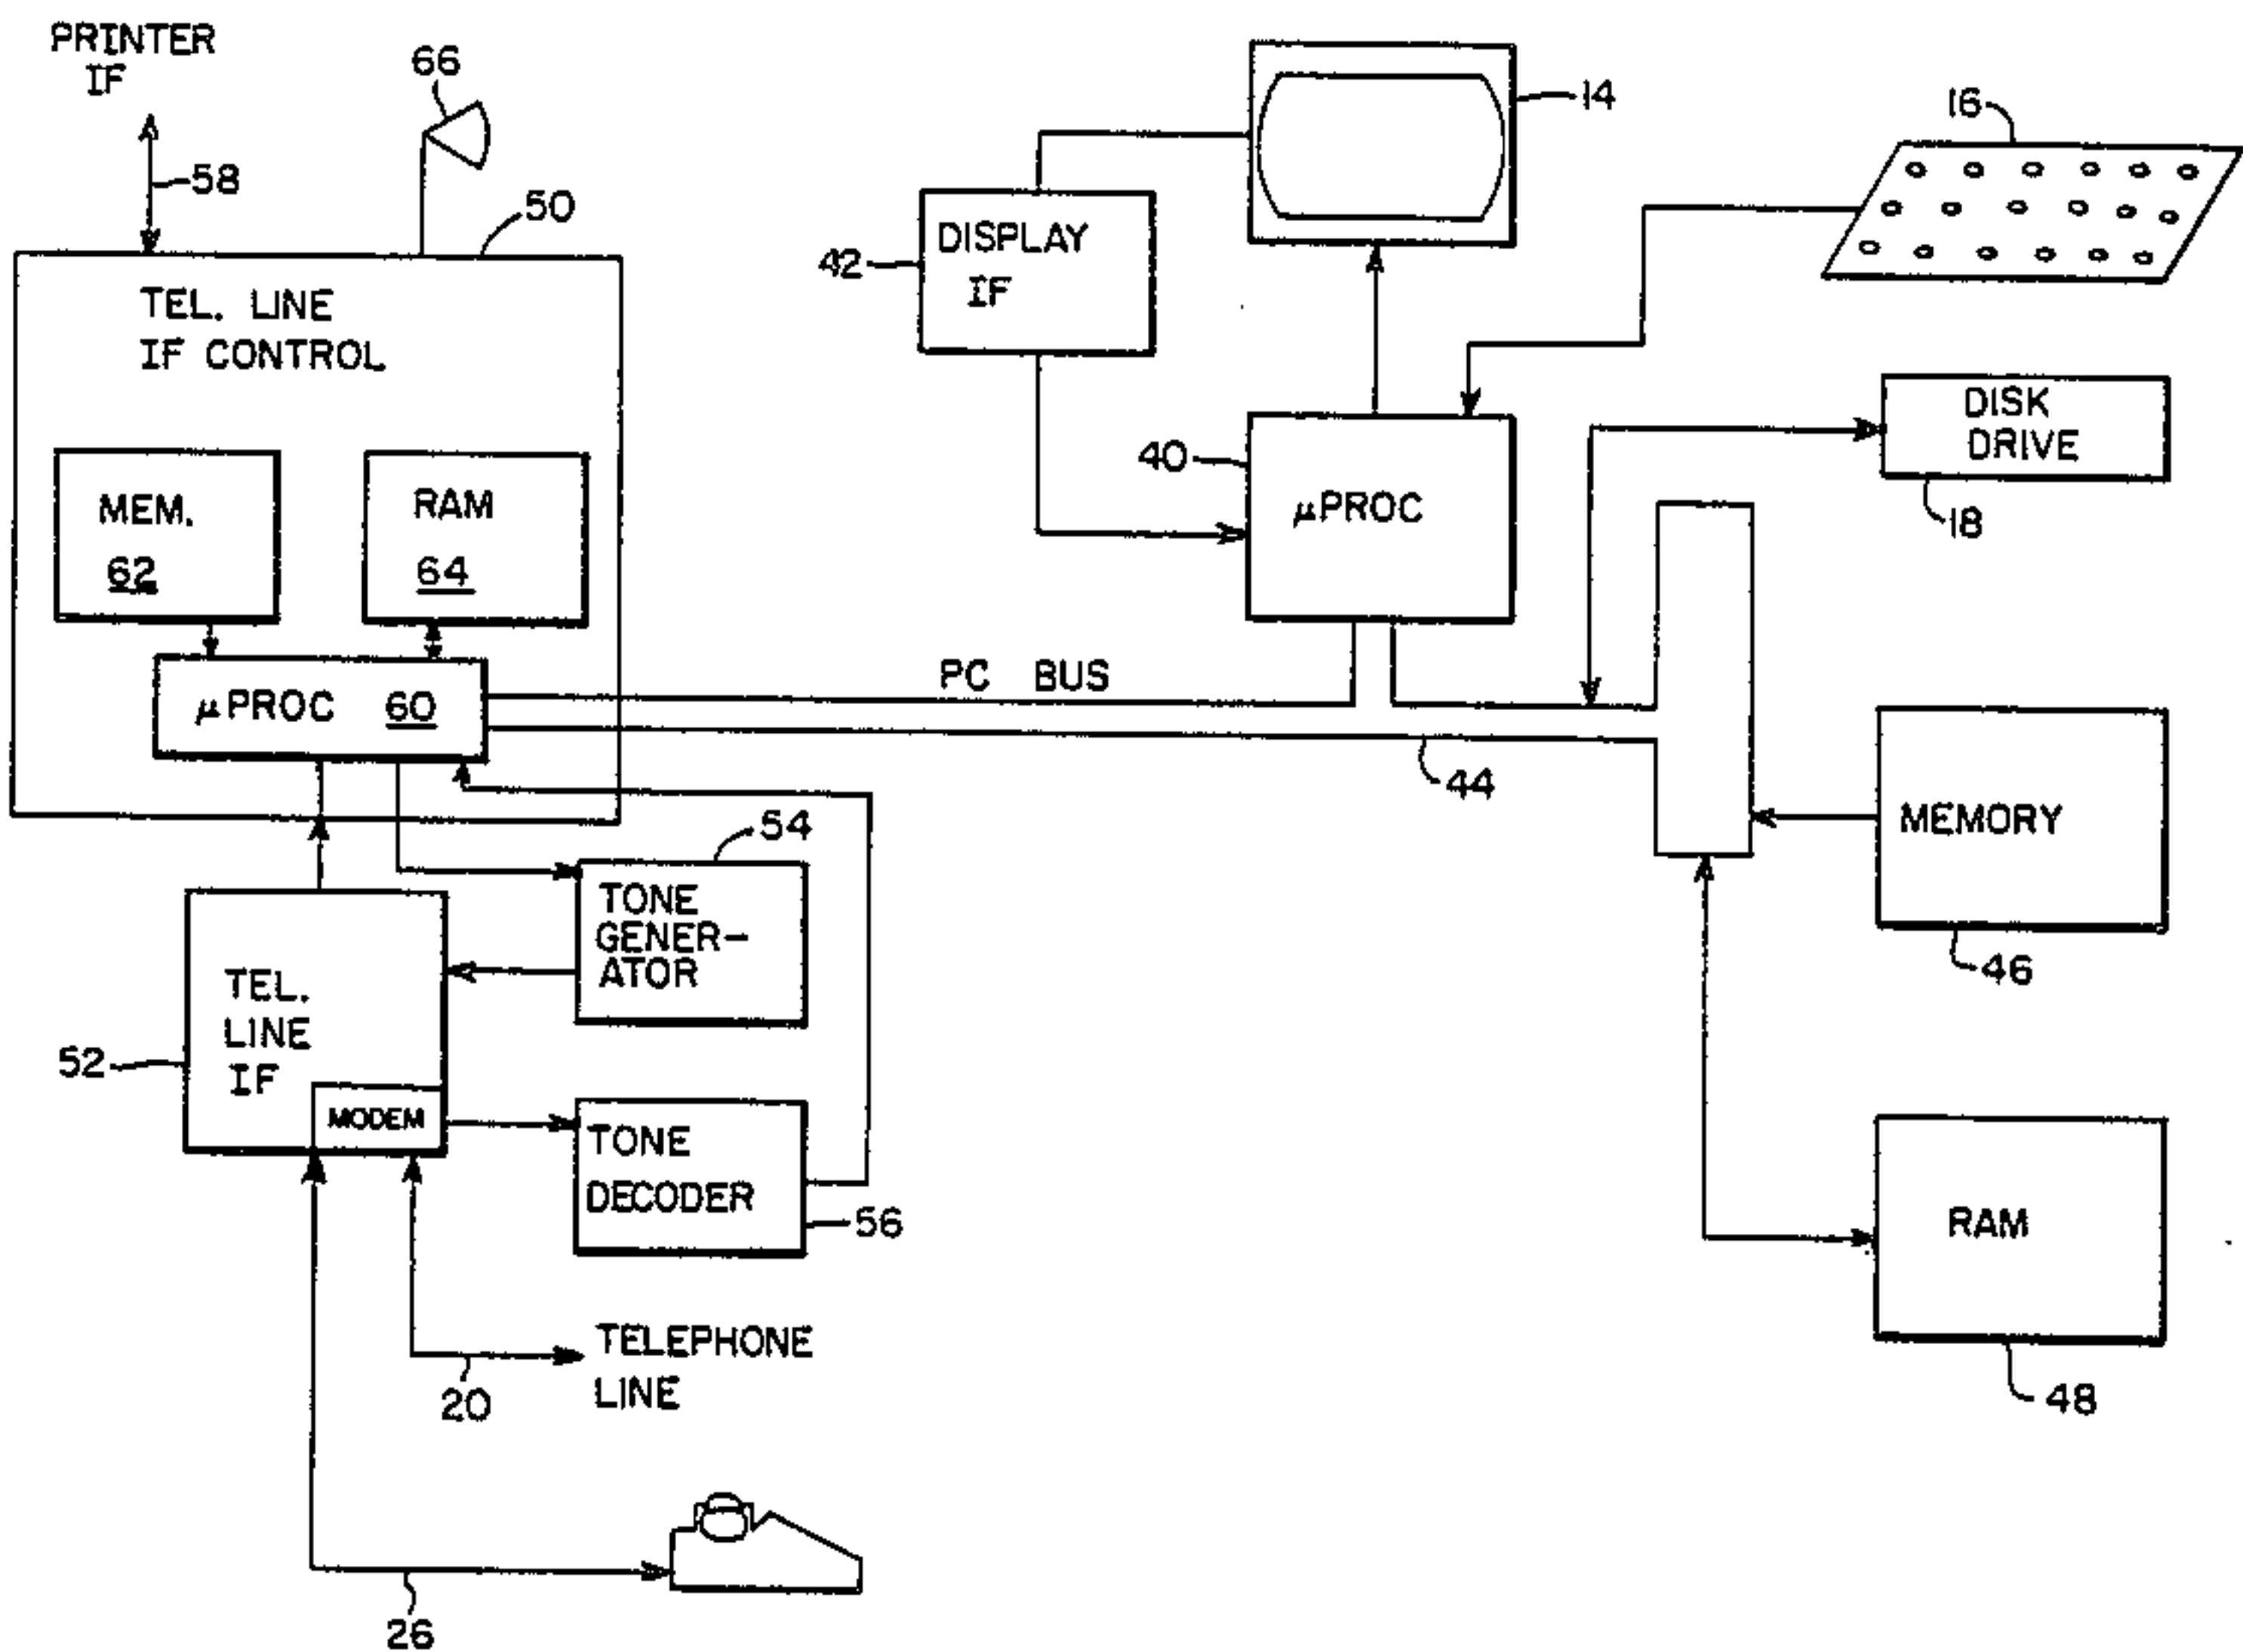 PRINTER
IF
66
58
50
TEL. LINE
IF CONTROL
MEM.
62
RAM
64
μPROC 60
14
16
DISPLAY
IF
42
40
μPROC
DISK
DRIVE
18
PC BUS
44
MEMORY
46
54
TONE
GENER-
ATOR
TEL.
LINE
IF
52
MODEM
TONE
DECODER
56
RAM
48
TELEPHONE
LINE
20
26